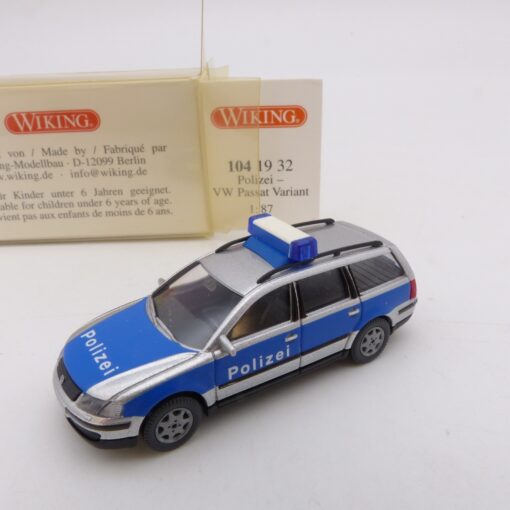 WIKING.
von / Made by / Fabriqué par
ng-Modellbau · D-12099 Berlin
w.wiking.de · info@wiking.de
ür Kinder unter 6 Jahren geeignet.
able for children under 6 years of age.
vient pas aux enfants de moins de 6 ans.
WIKING.
104 19 32
Polizei –
VW Passat Variant
1:87
Polizei
Polizei